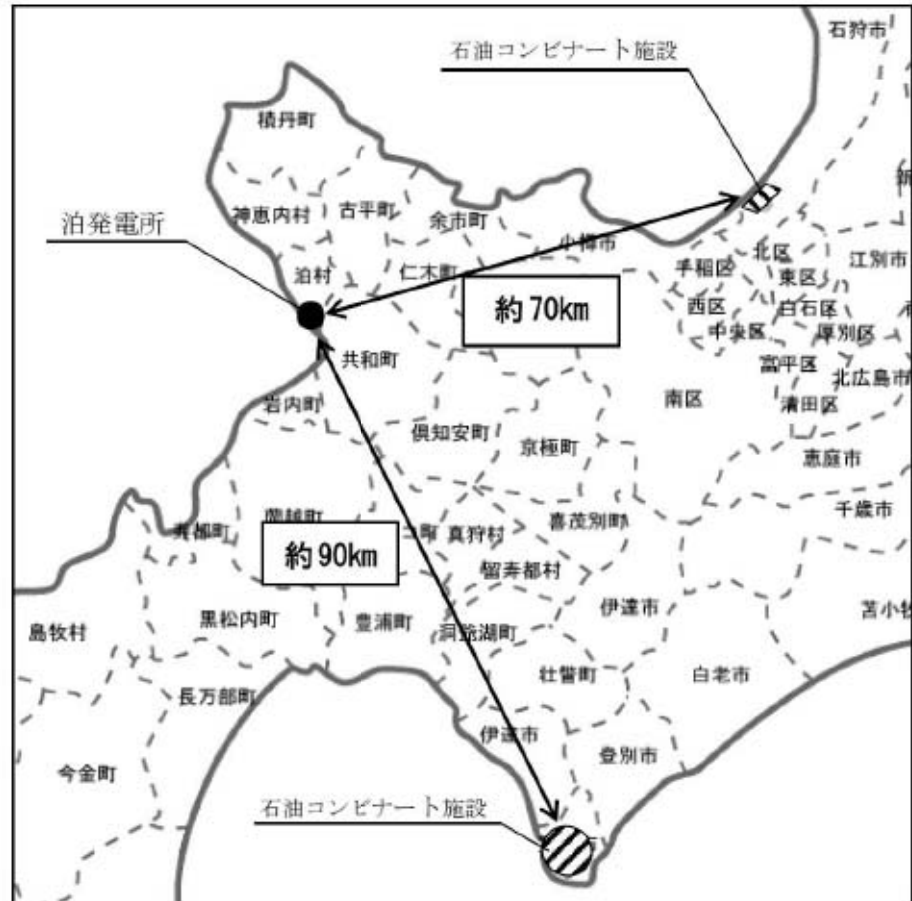 石狩市
石油コンビナート施設
積丹町
新
神恵内村
古平町
余市町
泊発電所
小樽市
北区
江別市
泊村
仁木町
手稲区
東区
西区
白石区
約70km
中央区
厚別区
共和町
富平区
北広島市
岩内町
南区
清田区
倶知安町
京極町
恵庭市
千歳市
喜茂別町
町
真狩村
約90km
留寿都村
伊達市
苫小牧
黒松内町
豊浦町
洞爺湖町
島牧村
壮瞥町
白老市
長万部町
伊達市
登別市
今金町
石油コンビナート施設